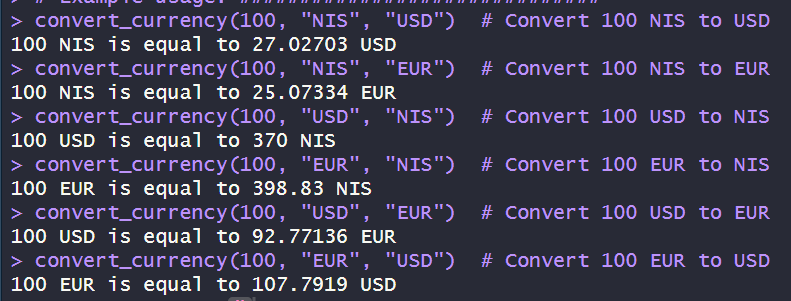 > # Example usage: ############################
> convert_currency(100, "NIS", "USD")  # Convert 100 NIS to USD
100 NIS is equal to 27.02703 USD
> convert_currency(100, "NIS", "EUR")  # Convert 100 NIS to EUR
100 NIS is equal to 25.07334 EUR
> convert_currency(100, "USD", "NIS")  # Convert 100 USD to NIS
100 USD is equal to 370 NIS
> convert_currency(100, "EUR", "NIS")  # Convert 100 EUR to NIS
100 EUR is equal to 398.83 NIS
> convert_currency(100, "USD", "EUR")  # Convert 100 USD to EUR
100 USD is equal to 92.77136 EUR
> convert_currency(100, "EUR", "USD")  # Convert 100 EUR to USD
100 EUR is equal to 107.7919 USD